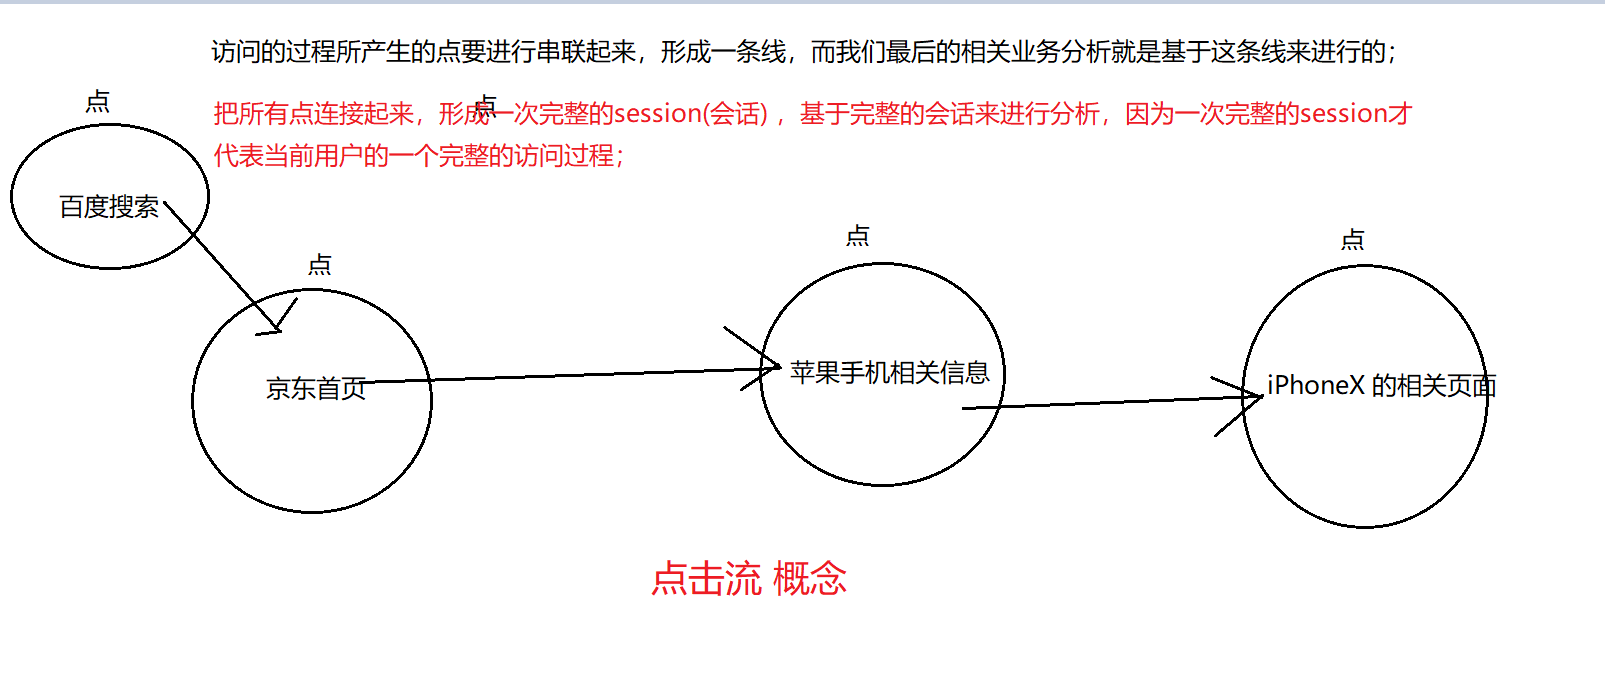 访问的过程所产生的点要进行串联起来，形成一条线，而我们最后的相关业务分析就是基于这条线来进行的；
点
点
把所有点连接起来，形成一次完整的session(会话) ，基于完整的会话来进行分析，因为一次完整的session才
代表当前用户的一个完整的访问过程；
百度搜索
点
点
点
京东首页
苹果手机相关信息
iPhoneX 的相关页面
点击流 概念